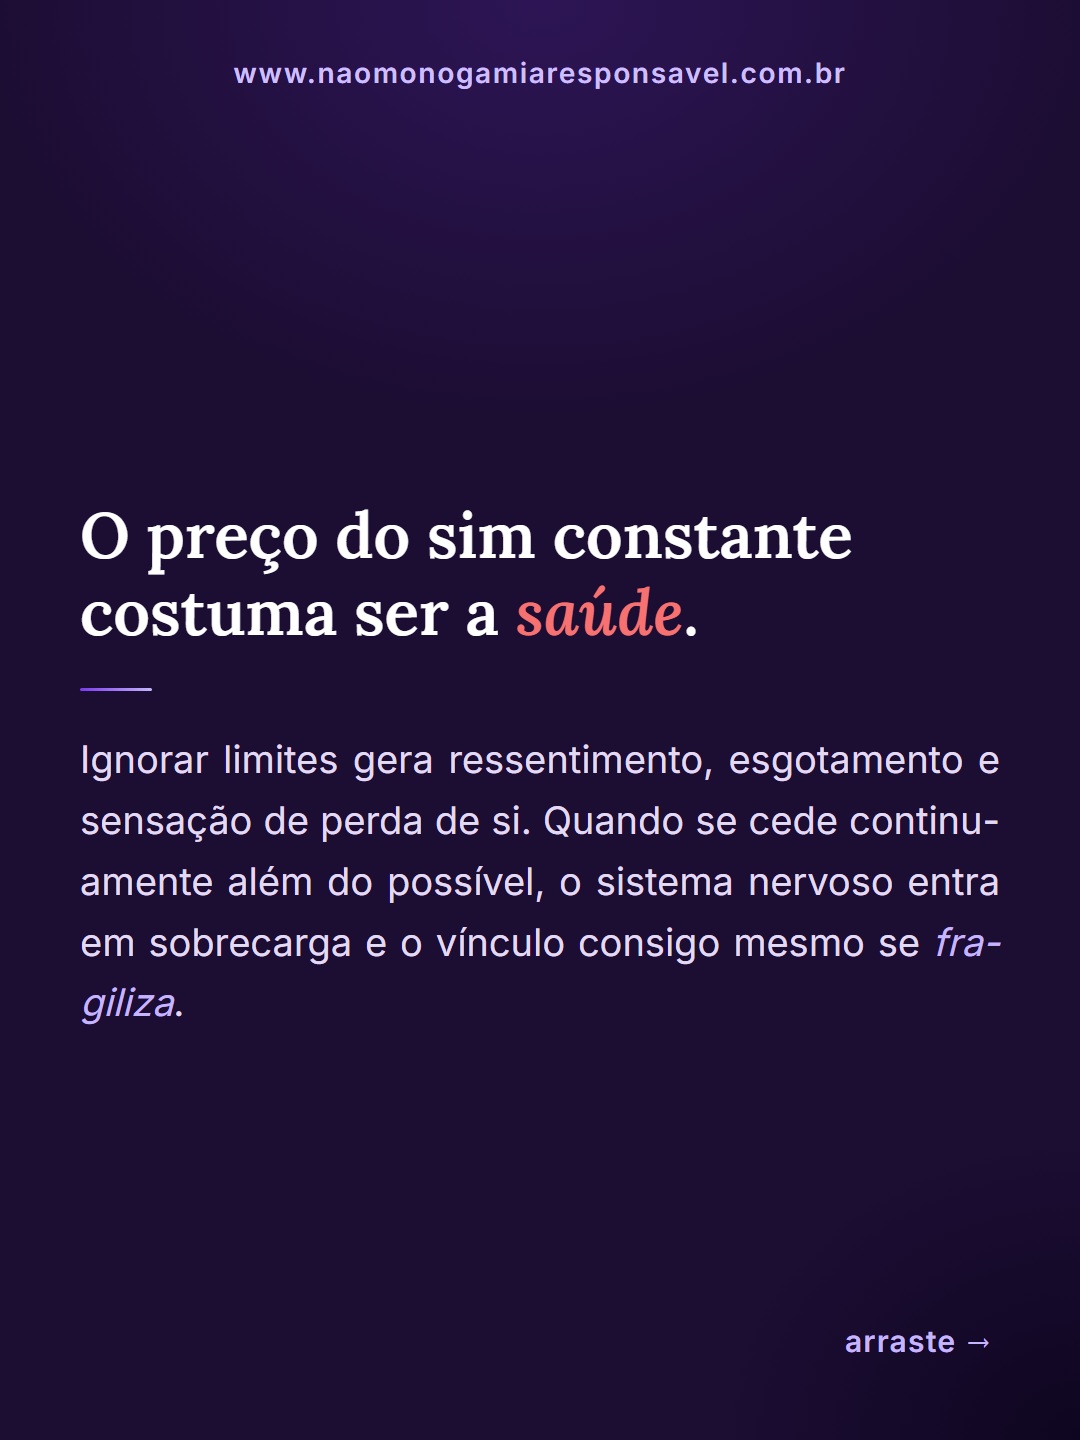 www.naomonogamiaresponsavel.com.br
O preço do sim constante
costuma ser a saúde.
Ignorar limites gera ressentimento, esgotamento e
sensação de perda de si. Quando se cede continu-
amente além do possível, o sistema nervoso entra
em sobrecarga e o vínculo consigo mesmo se fra-
giliza.
arraste →